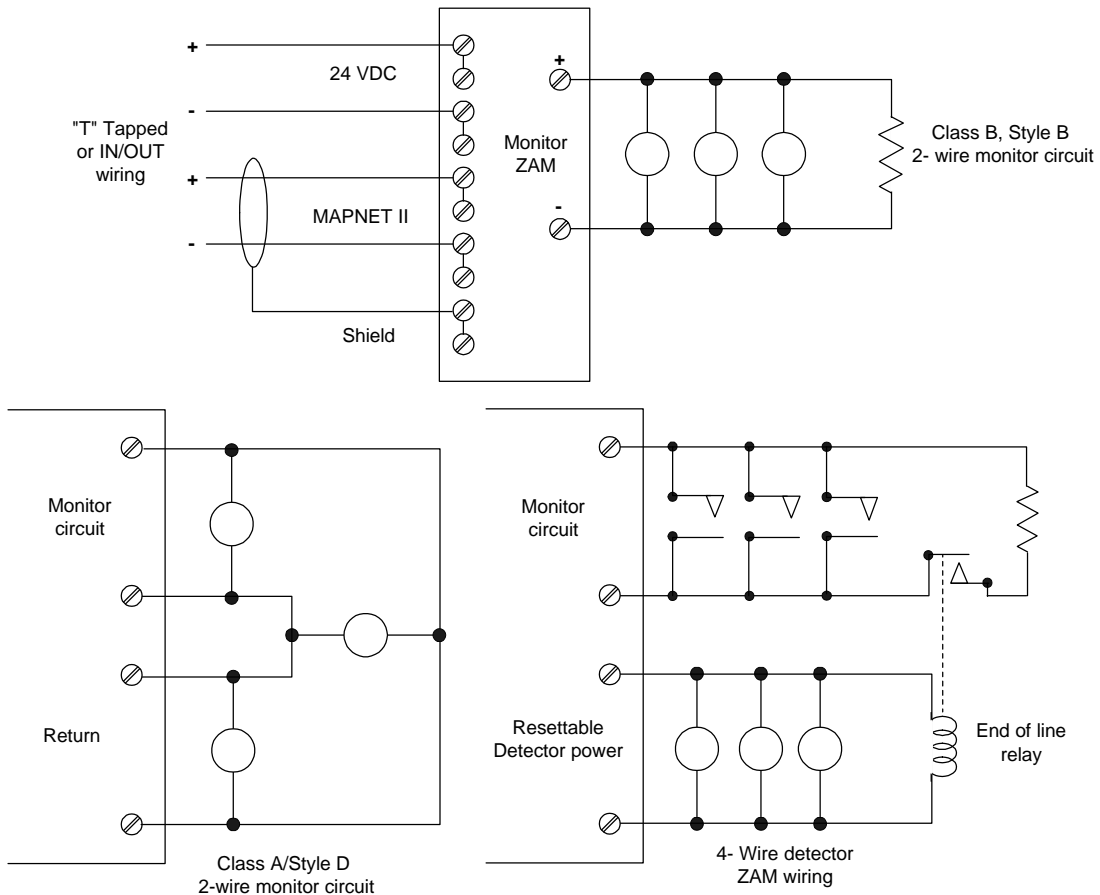 +
24 VDC
-
"T" Tapped
or IN/OUT
wiring
+
MAPNET II
-
Shield
+
Monitor
ZAM
-
Class B, Style B
2- wire monitor circuit
Monitor
circuit
Return
Class A/Style D
2-wire monitor circuit
Monitor
circuit
Resettable
Detector power
End of line
relay
4- Wire detector
ZAM wiring